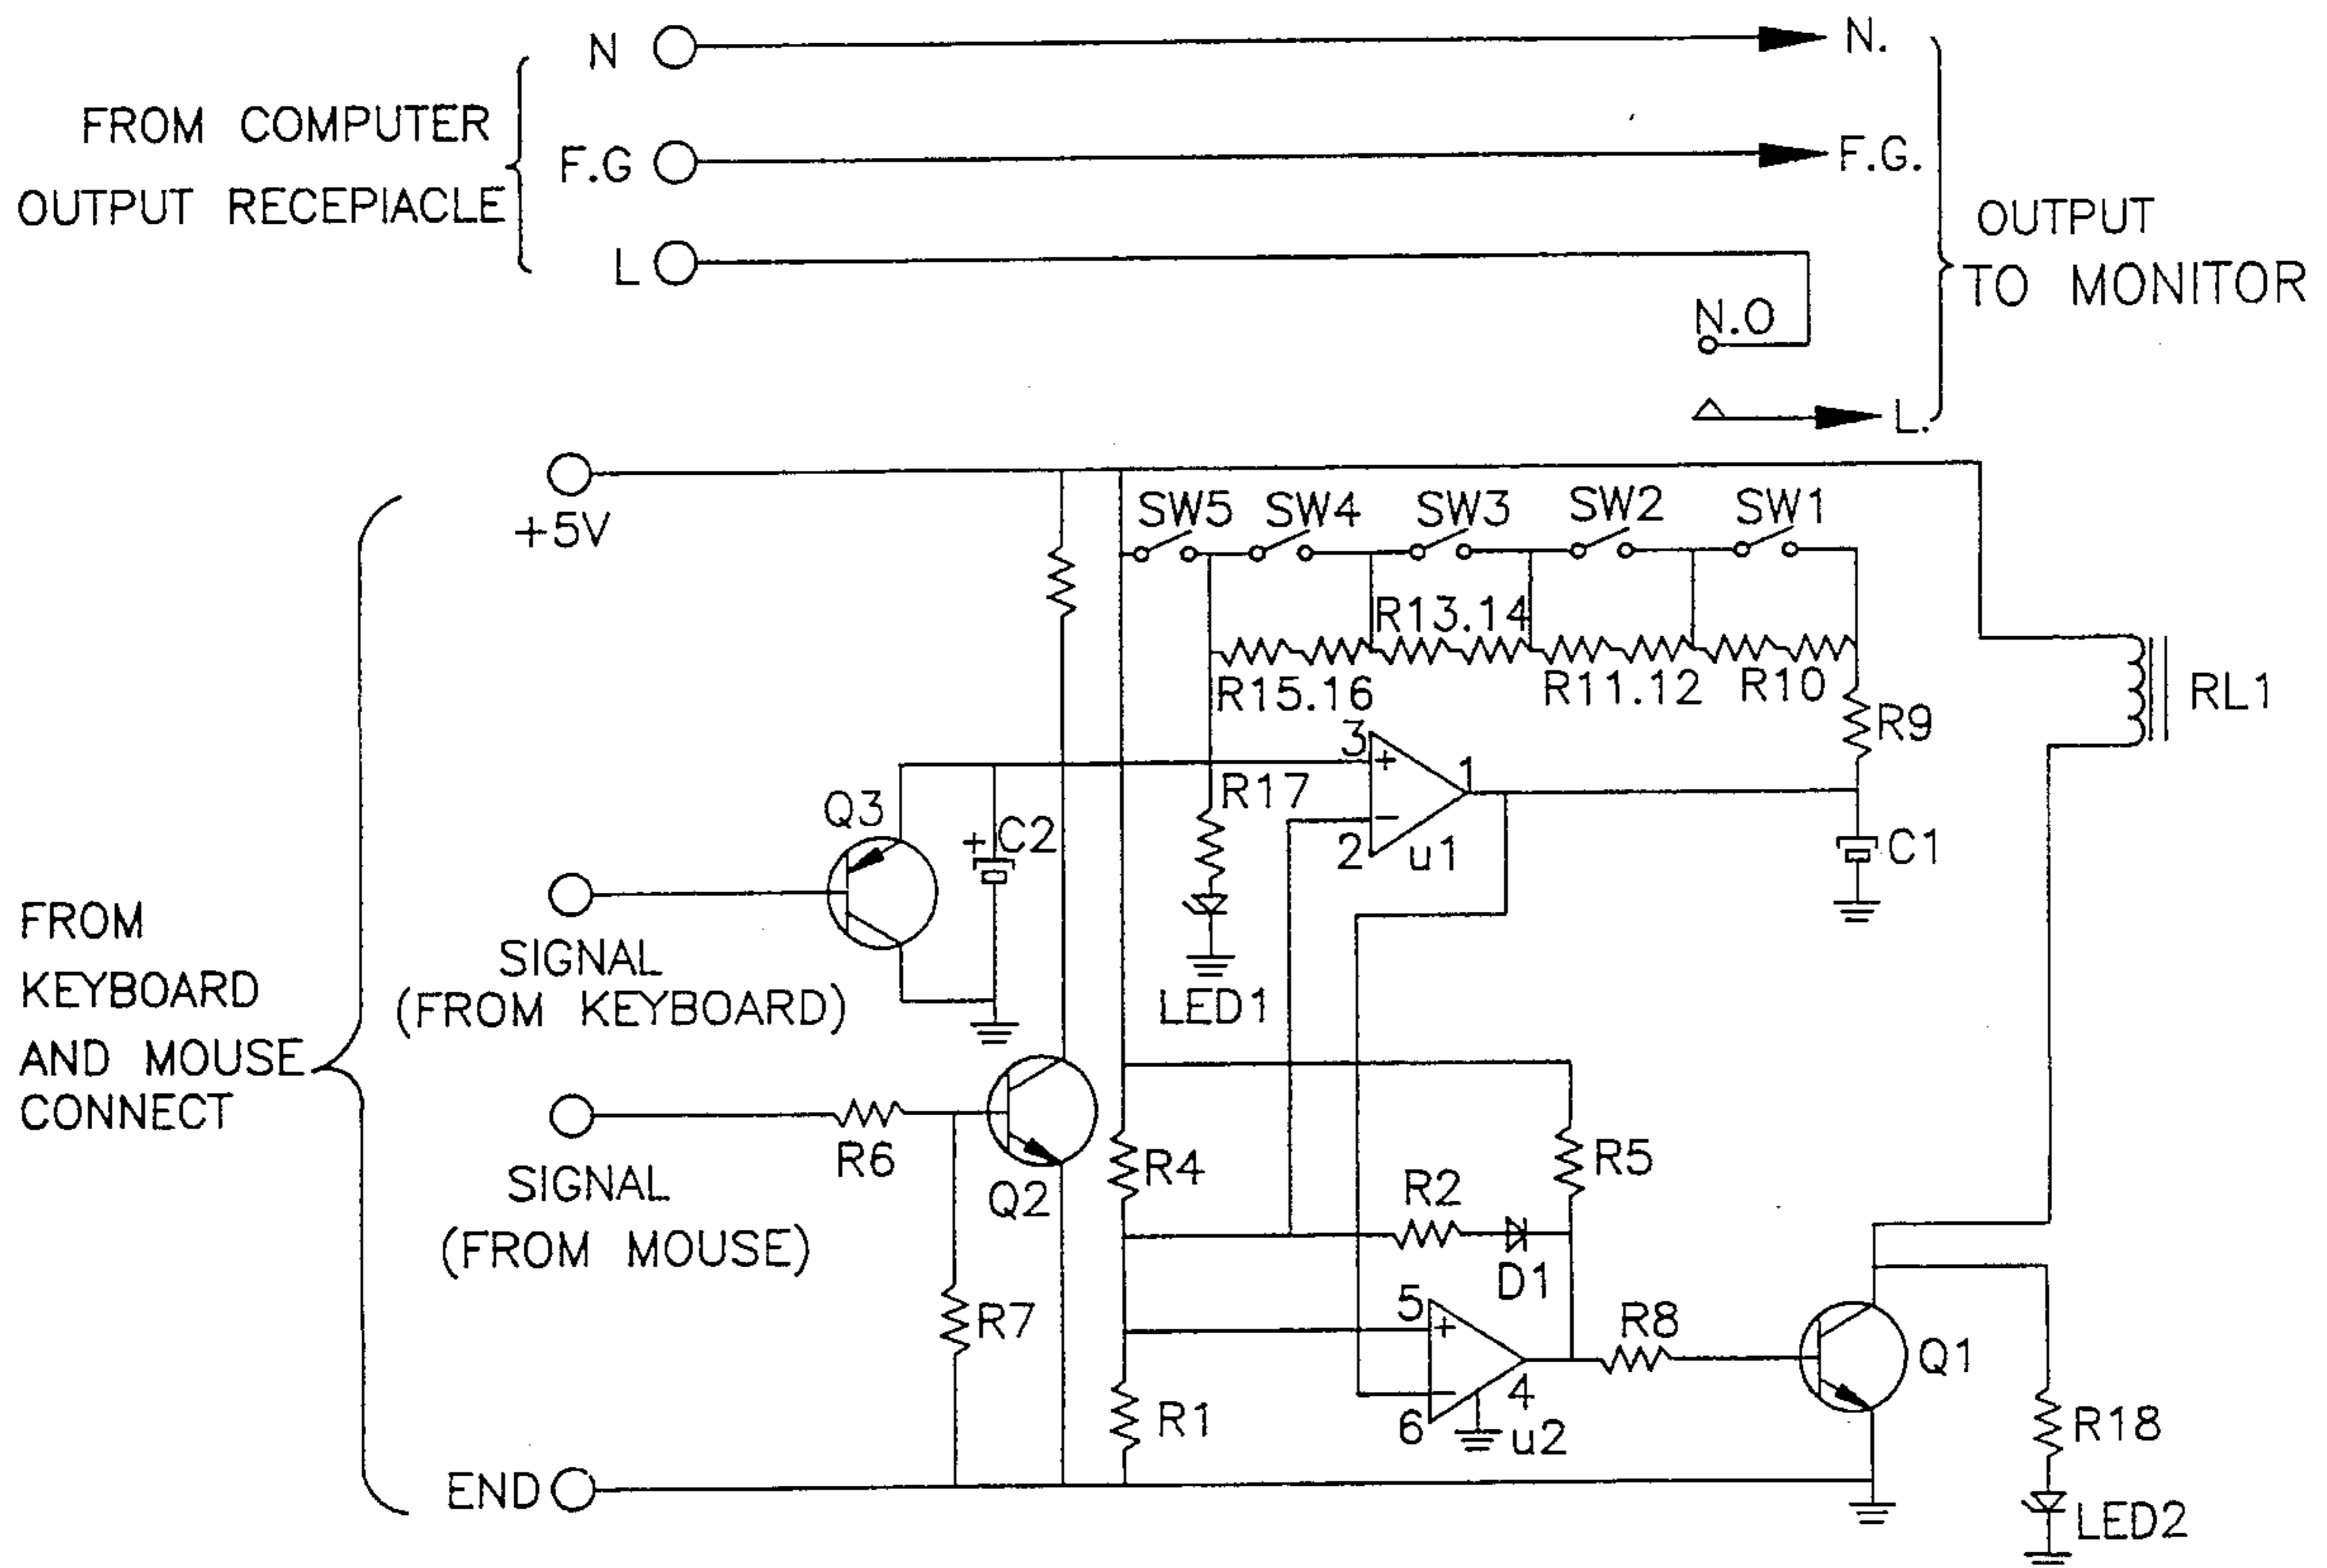 N
N.
FROM COMPUTER
OUTPUT RECEPIACLE
F.G
F.G.
L
OUTPUT
TO MONITOR
N.O
L.
+5V
SW5
SW4
SW3
SW2
SW1
R13.14
R15.16
R11.12
R10
R9
RL1
3
+
1
R17
Q3
+
C2
2
−
u1
C1
FROM
KEYBOARD
AND MOUSE
CONNECT
SIGNAL
(FROM KEYBOARD)
LED1
R6
R4
R5
R2
SIGNAL
(FROM MOUSE)
Q2
D1
R7
5
+
R8
Q1
R1
6
−
4
u2
R18
END
LED2